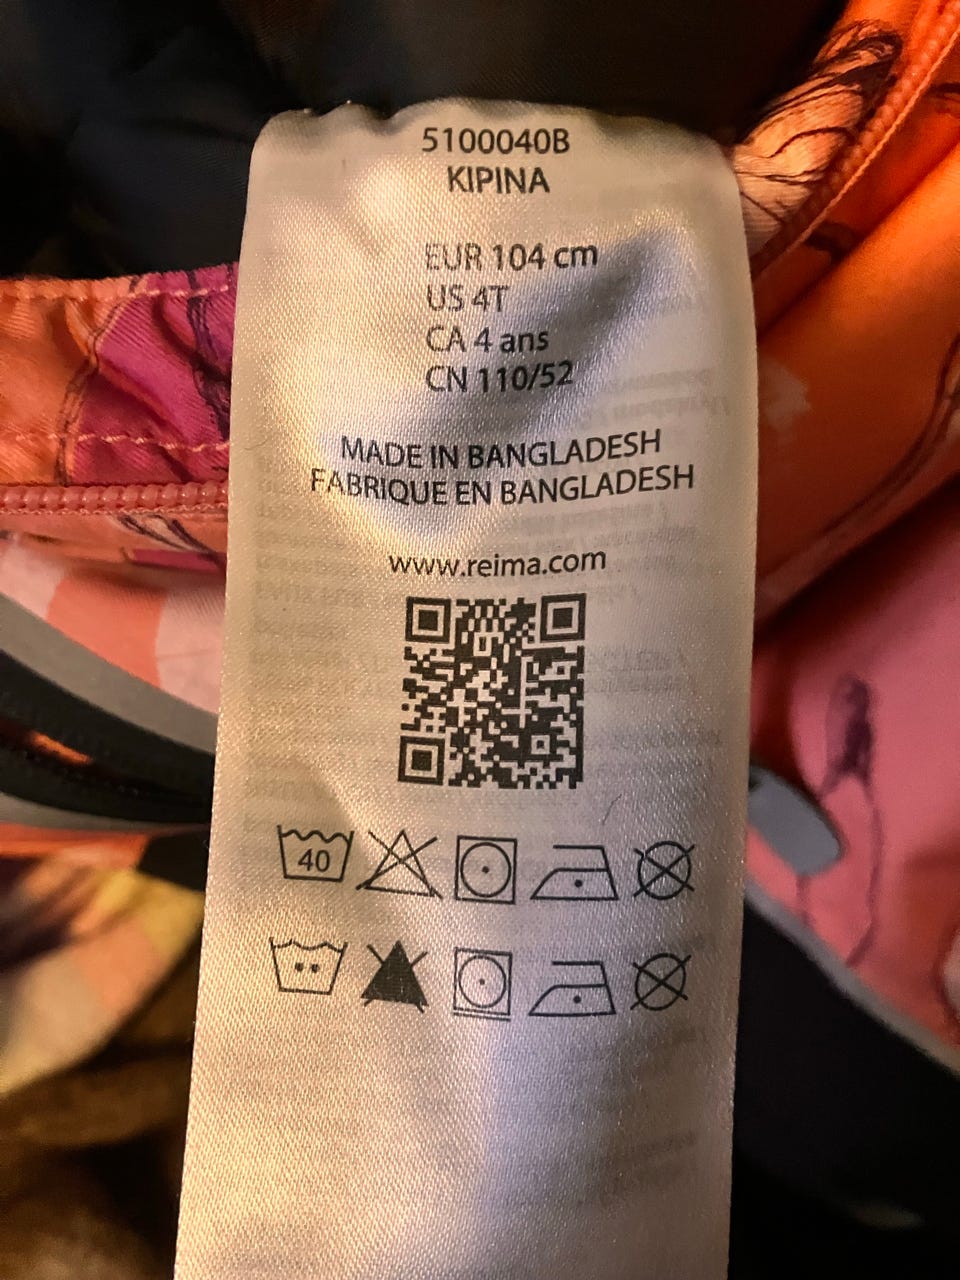 5100040B
KIPINA
EUR 104 cm
US 4T
CA 4 ans
CN 110/52
MADE IN BANGLADESH
FABRIQUE EN BANGLADESH
www.reima.com
40